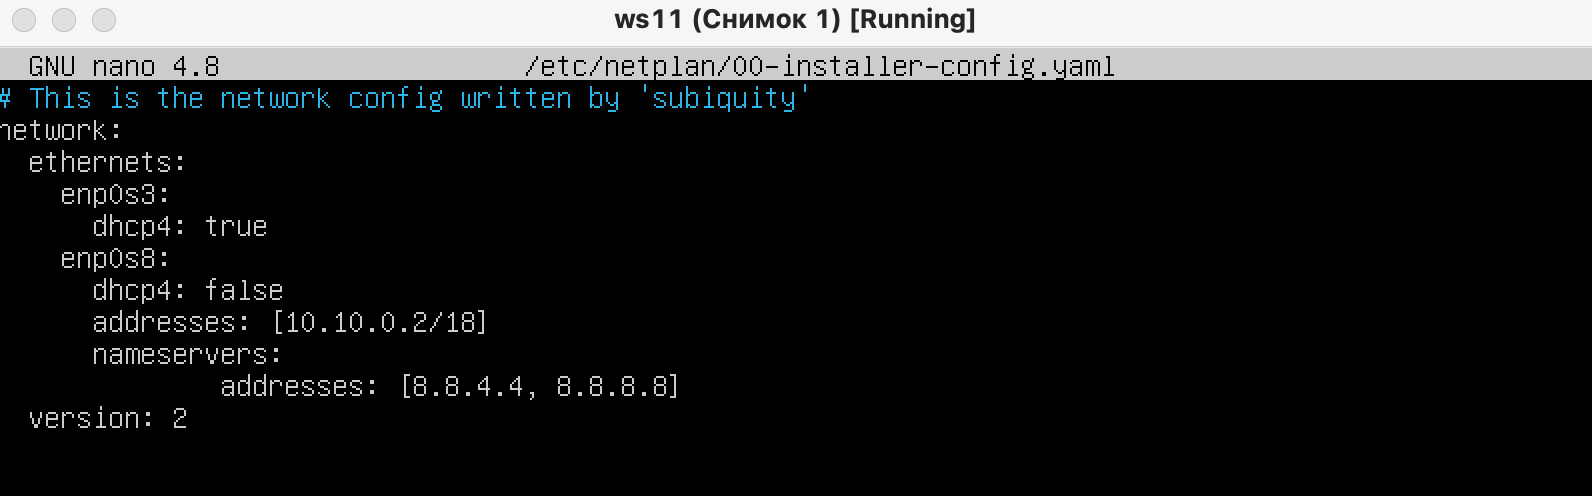 ws11 (Снимок 1) [Running]
GNU nano 4.8 /etc/netplan/00-installer-config.yaml
# This is the network config written by 'subiquity'
network:
  ethernets:
    enp0s3:
      dhcp4: true
    enp0s8:
      dhcp4: false
      addresses: [10.10.0.2/18]
      nameservers:
              addresses: [8.8.4.4, 8.8.8.8]
  version: 2